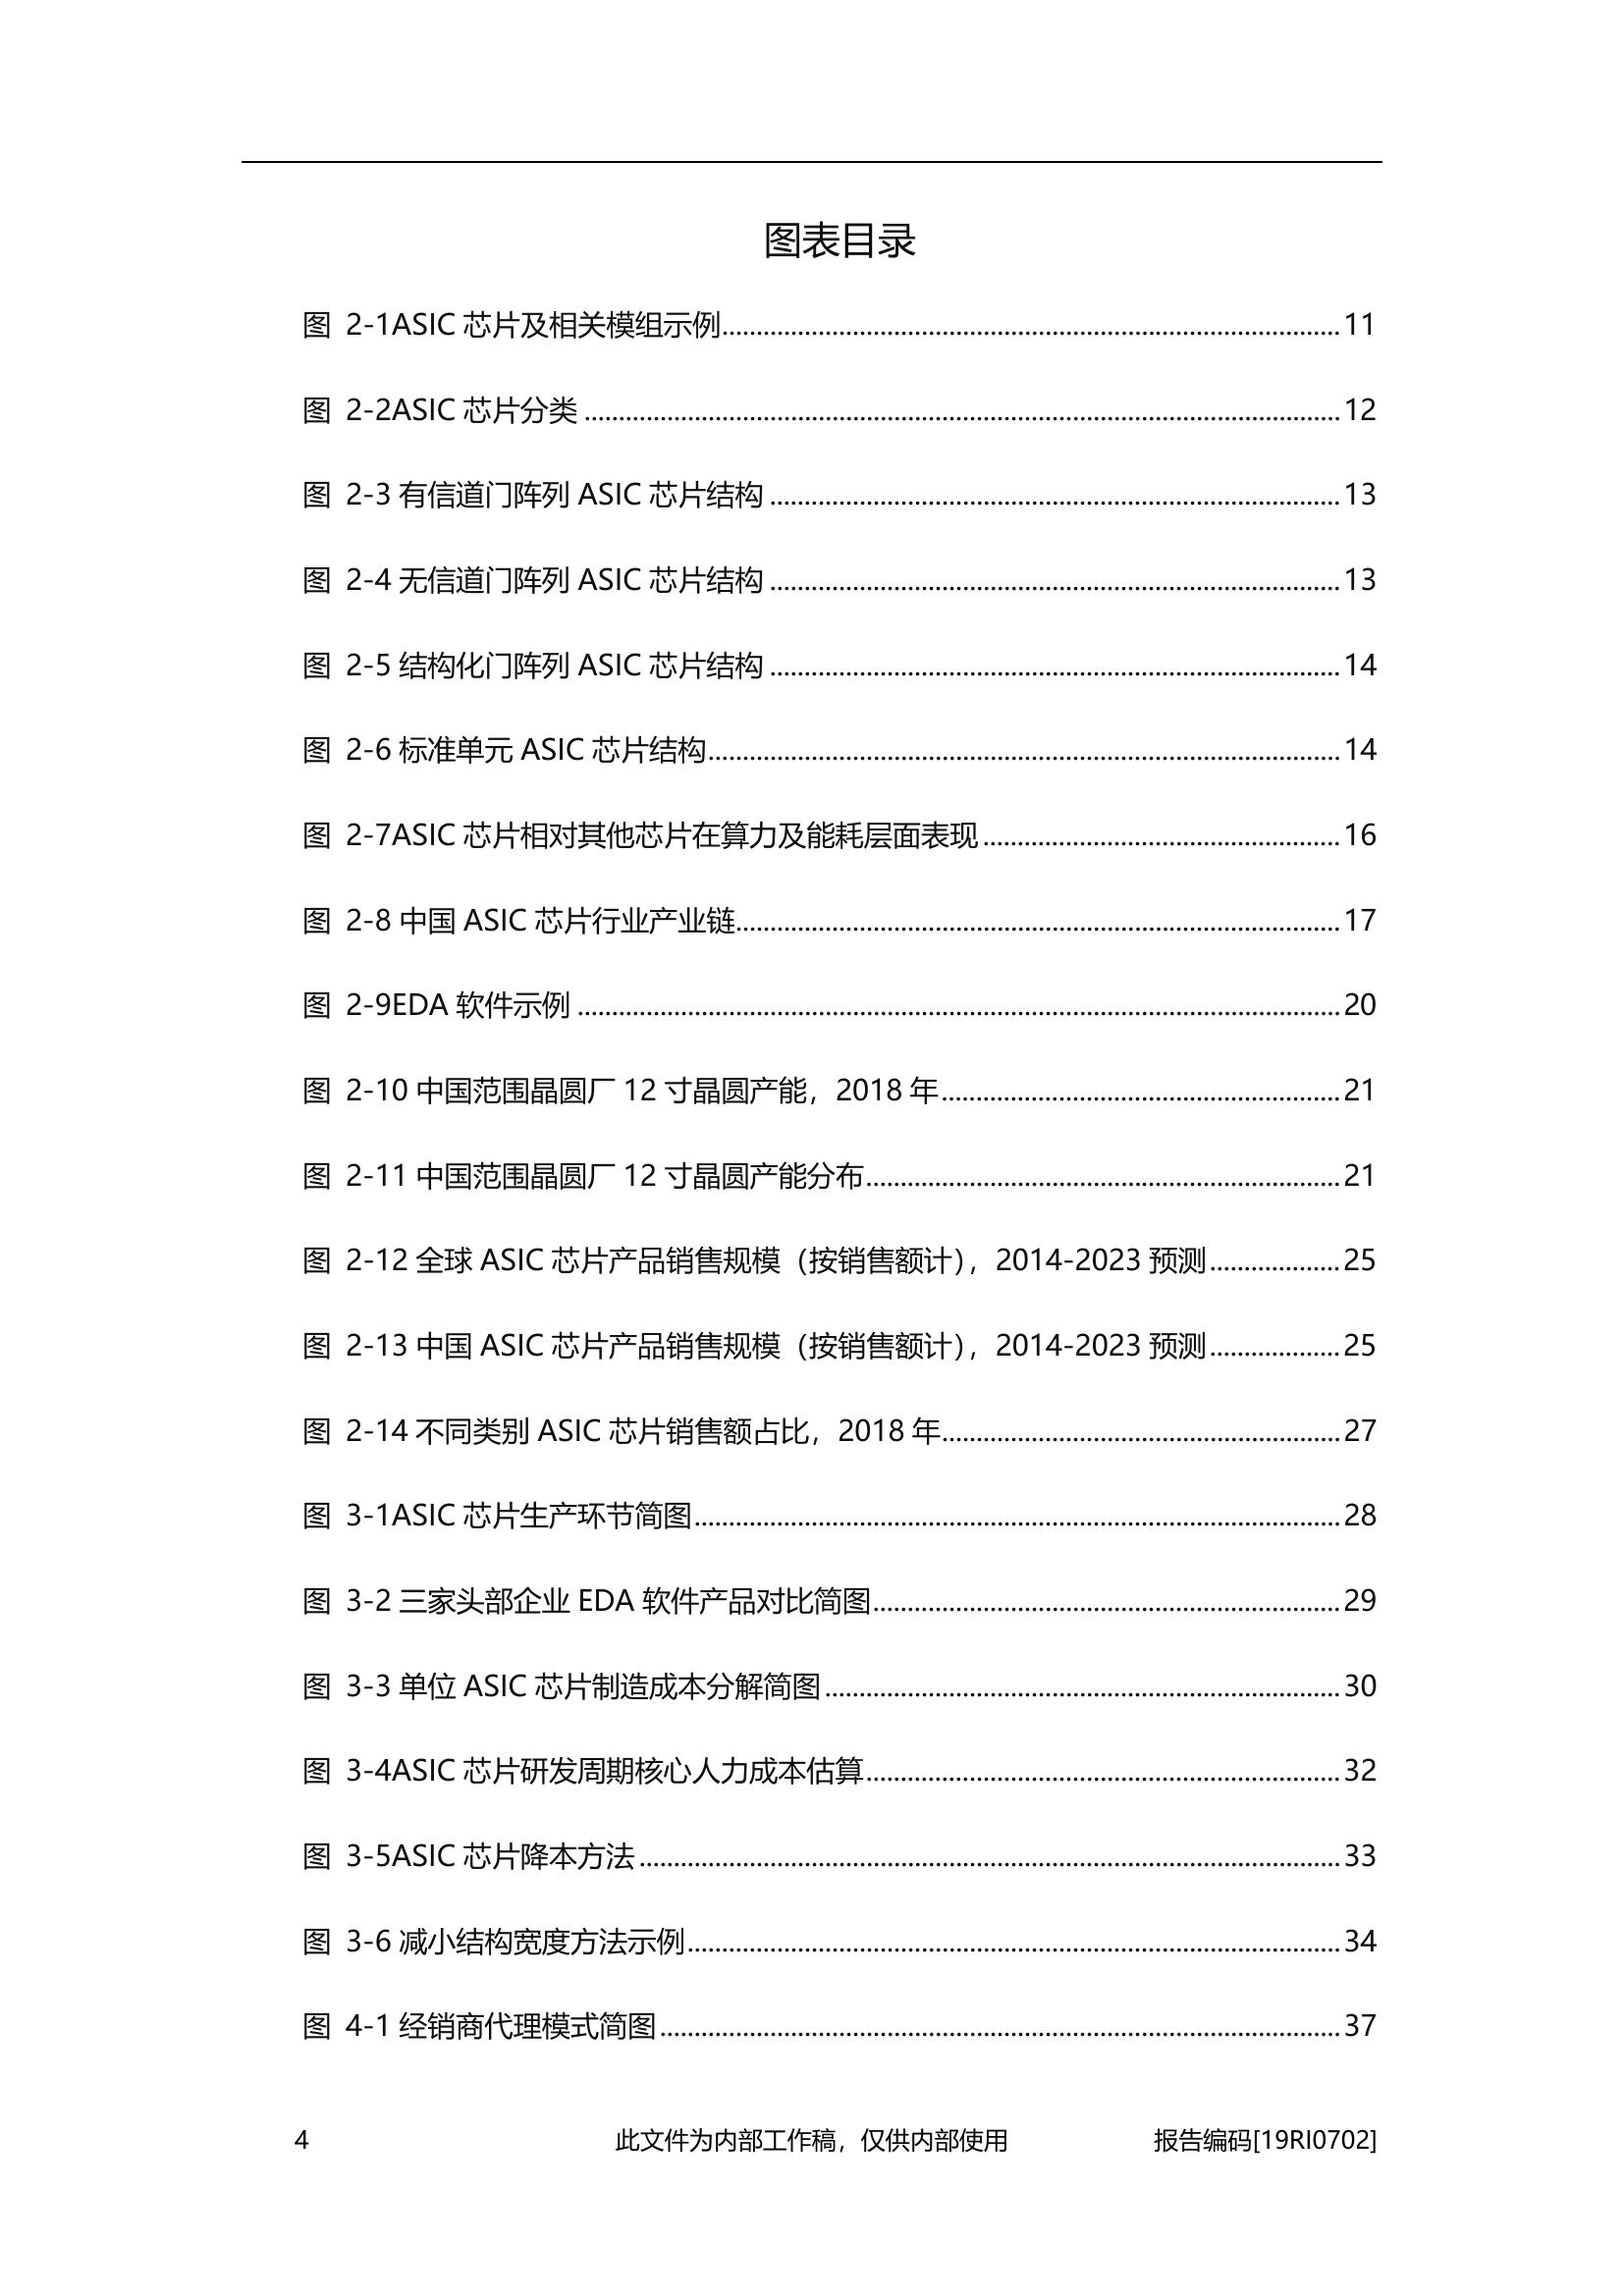 图表目录
图 2-1ASIC 芯片及相关模组示例................................................................................11
图 2-2ASIC 芯片分类................................................................................12
图 2-3 有信道门阵列 ASIC 芯片结构................................................................................13
图 2-4 无信道门阵列 ASIC 芯片结构................................................................................13
图 2-5 结构化门阵列 ASIC 芯片结构................................................................................14
图 2-6 标准单元 ASIC 芯片结构................................................................................14
图 2-7ASIC 芯片相对其他芯片在算力及能耗层面表现....................................................16
图 2-8 中国 ASIC 芯片行业产业链................................................................................17
图 2-9EDA 软件示例................................................................................20
图 2-10 中国范围晶圆厂 12 寸晶圆产能，2018 年..........................................................21
图 2-11 中国范围晶圆厂 12 寸晶圆产能分布................................................................21
图 2-12 全球 ASIC 芯片产品销售规模（按销售额计），2014-2023 预测...................25
图 2-13 中国 ASIC 芯片产品销售规模（按销售额计），2014-2023 预测...................25
图 2-14 不同类别 ASIC 芯片销售额占比，2018 年..........................................................27
图 3-1ASIC 芯片生产环节简图................................................................................28
图 3-2 三家头部企业 EDA 软件产品对比简图................................................................29
图 3-3 单位 ASIC 芯片制造成本分解简图................................................................30
图 3-4ASIC 芯片研发周期核心人力成本估算................................................................32
图 3-5ASIC 芯片降本方法................................................................................33
图 3-6 减小结构宽度方法示例................................................................................34
图 4-1 经销商代理模式简图................................................................................37
4 此文件为内部工作稿，仅供内部使用 报告编码[19RI0702]